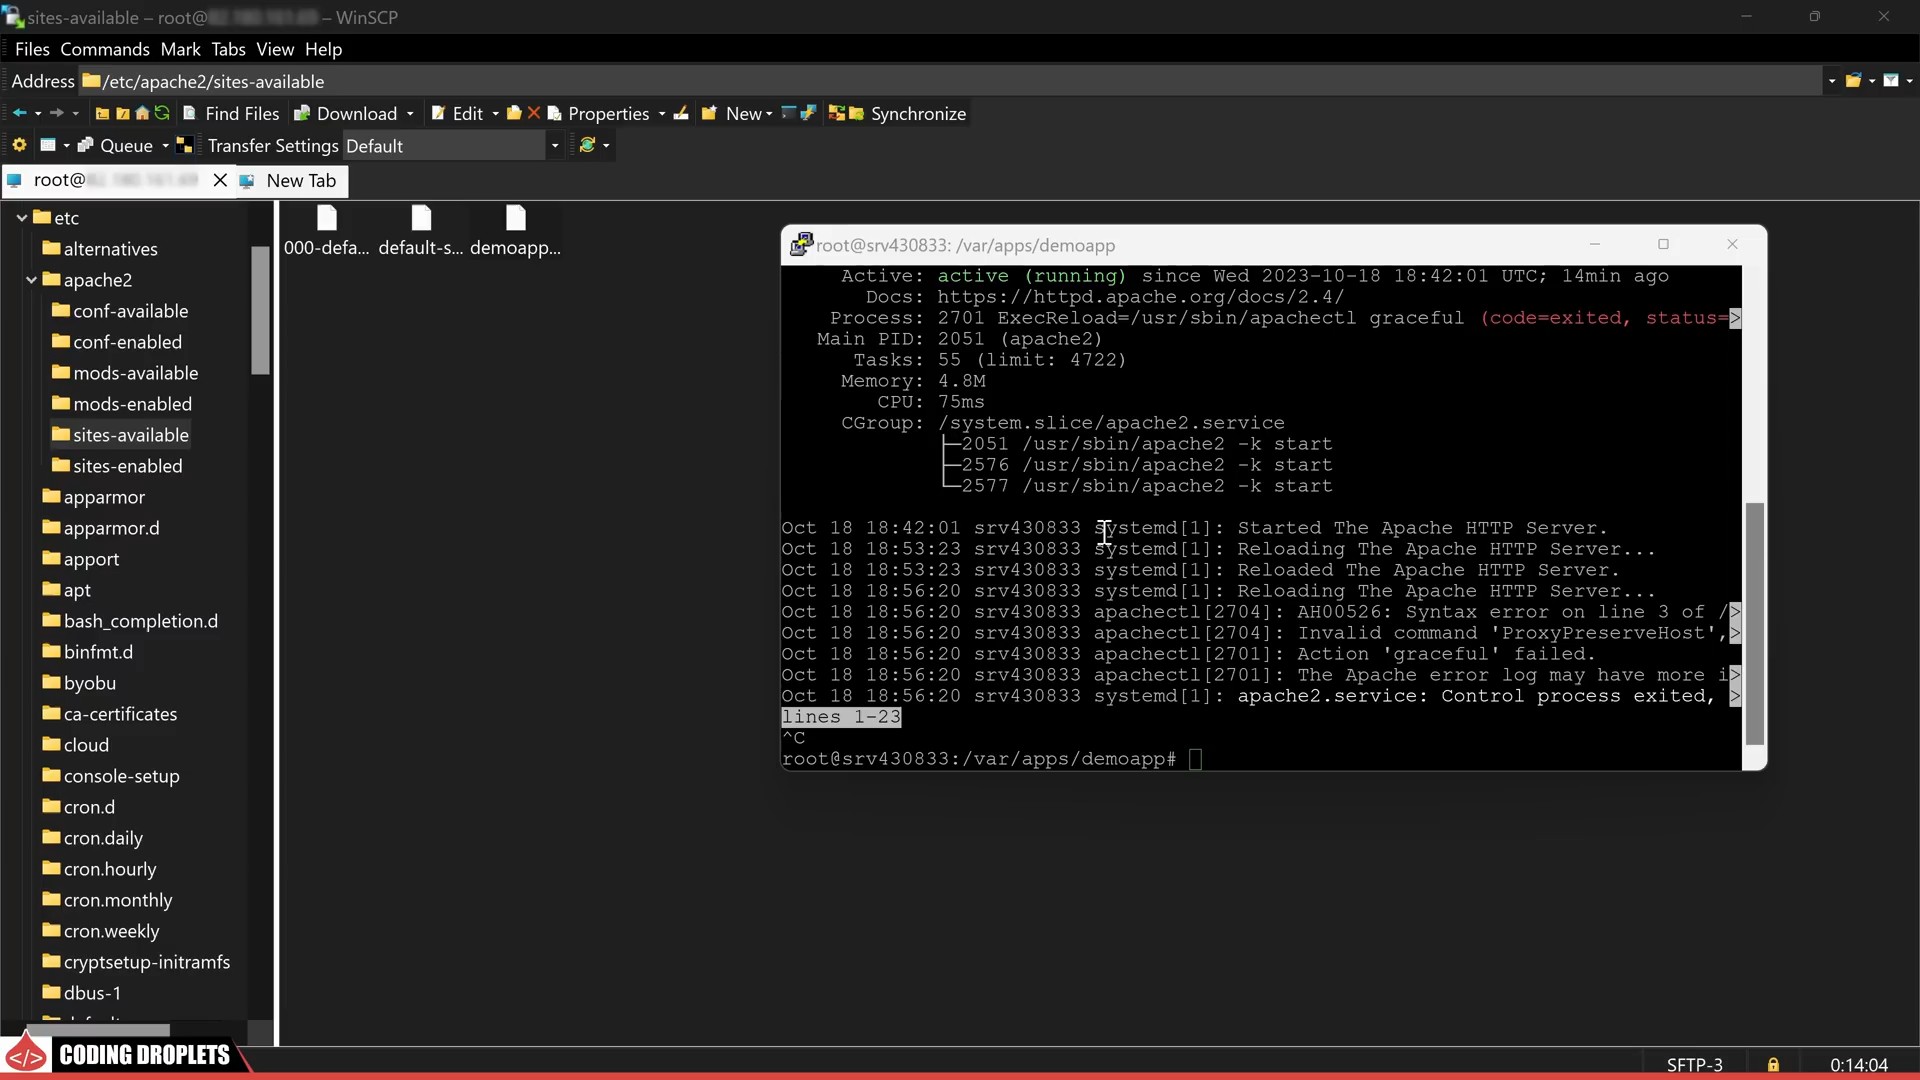 sites-available – root@ – WinSCP
Files Commands Mark Tabs View Help
Address /etc/apache2/sites-available
Find Files Download Edit Properties New Synchronize
Queue Transfer Settings Default
root@ New Tab
etc
alternatives
apache2
conf-available
conf-enabled
mods-available
mods-enabled
sites-available
sites-enabled
apparmor
apparmor.d
apport
apt
bash_completion.d
binfmt.d
byobu
ca-certificates
cloud
console-setup
cron.d
cron.daily
cron.hourly
cron.monthly
cron.weekly
cryptsetup-initramfs
dbus-1
000-defa... default-s... demoapp...
root@srv430833: /var/apps/demoapp
Active: active (running) since Wed 2023-10-18 18:42:01 UTC; 14min ago
Docs: https://httpd.apache.org/docs/2.4/
Process: 2701 ExecReload=/usr/sbin/apachectl graceful (code=exited, status=>
Main PID: 2051 (apache2)
Tasks: 55 (limit: 4722)
Memory: 4.8M
CPU: 75ms
CGroup: /system.slice/apache2.service
├─2051 /usr/sbin/apache2 -k start
├─2576 /usr/sbin/apache2 -k start
└─2577 /usr/sbin/apache2 -k start
Oct 18 18:42:01 srv430833 systemd[1]: Started The Apache HTTP Server.
Oct 18 18:53:23 srv430833 systemd[1]: Reloading The Apache HTTP Server...
Oct 18 18:53:23 srv430833 systemd[1]: Reloaded The Apache HTTP Server.
Oct 18 18:56:20 srv430833 systemd[1]: Reloading The Apache HTTP Server...
Oct 18 18:56:20 srv430833 apachectl[2704]: AH00526: Syntax error on line 3 of />
Oct 18 18:56:20 srv430833 apachectl[2704]: Invalid command 'ProxyPreserveHost',>
Oct 18 18:56:20 srv430833 apachectl[2701]: Action 'graceful' failed.
Oct 18 18:56:20 srv430833 apachectl[2701]: The Apache error log may have more i>
Oct 18 18:56:20 srv430833 systemd[1]: apache2.service: Control process exited, >
lines 1-23
^C
root@srv430833:/var/apps/demoapp#
</> CODING DROPLETS
SFTP-3 0:14:04